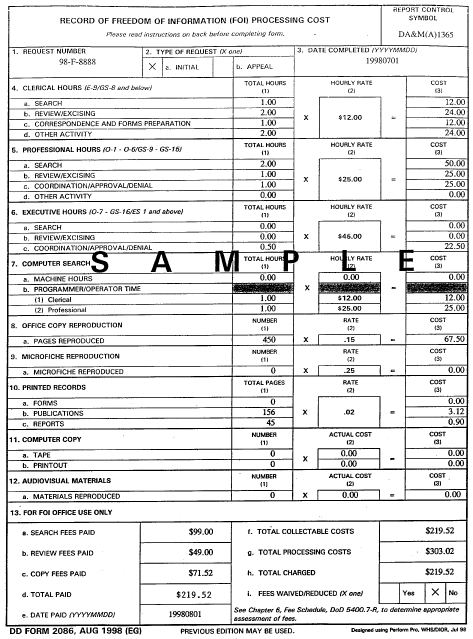 RECORD OF FREEDOM OF INFORMATION (FOI) PROCESSING COST
Please read instructions on back before completing form.
REPORT CONTROL
SYMBOL
DA&M(A)1365
1. REQUEST NUMBER
98-F-8888
2. TYPE OF REQUEST (X one)
X a. INITIAL b. APPEAL
3. DATE COMPLETED (YYYYMMDD)
19980701
4. CLERICAL HOURS (E-9/GS-8 and below) TOTAL HOURS (1) HOURLY RATE (2) COST (3)
a. SEARCH 1.00 12.00
b. REVIEW/EXCISING 2.00 24.00
c. CORRESPONDENCE AND FORMS PREPARATION 1.00 X $12.00 = 12.00
d. OTHER ACTIVITY 2.00 24.00
5. PROFESSIONAL HOURS (O-1 - O-6/GS-9 - GS-15) TOTAL HOURS (1) HOURLY RATE (2) COST (3)
a. SEARCH 2.00 50.00
b. REVIEW/EXCISING 1.00 X $25.00 = 25.00
c. COORDINATION/APPROVAL/DENIAL 1.00 25.00
d. OTHER ACTIVITY 0.00 0.00
6. EXECUTIVE HOURS (O-7 - GS-16/ES 1 and above) TOTAL HOURS (1) HOURLY RATE (2) COST (3)
a. SEARCH 0.00 0.00
b. REVIEW/EXCISING 0.00 X $45.00 = 0.00
c. COORDINATION/APPROVAL/DENIAL 0.50 22.50
SAMPLE
7. COMPUTER SEARCH TOTAL HOURS (1) HOURLY RATE (2) COST (3)
a. MACHINE HOURS 0.00 0.00 0.00
b. PROGRAMMER/OPERATOR TIME X =
(1) Clerical 1.00 $12.00 12.00
(2) Professional 1.00 $25.00 25.00
8. OFFICE COPY REPRODUCTION NUMBER (1) RATE (2) COST (3)
a. PAGES REPRODUCED 450 X .15 = 67.50
9. MICROFICHE REPRODUCTION NUMBER (1) RATE (2) COST (3)
a. MICROFICHE REPRODUCED 0 X .25 = 0.00
10. PRINTED RECORDS TOTAL PAGES (1) RATE (2) COST (3)
a. FORMS 0 0.00
b. PUBLICATIONS 156 X .02 = 3.12
c. REPORTS 45 0.90
11. COMPUTER COPY NUMBER (1) ACTUAL COST (2) COST (3)
a. TAPE 0 X 0.00 = 0.00
b. PRINTOUT 0 0.00 0.00
12. AUDIOVISUAL MATERIALS NUMBER (1) ACTUAL COST (2) COST (3)
a. MATERIALS REPRODUCED 0 X 0.00 = 0.00
13. FOR FOI OFFICE USE ONLY
a. SEARCH FEES PAID $99.00 f. TOTAL COLLECTABLE COSTS $219.52
b. REVIEW FEES PAID $49.00 g. TOTAL PROCESSING COSTS $303.02
c. COPY FEES PAID $71.52 h. TOTAL CHARGED $219.52
d. TOTAL PAID $219.52 i. FEES WAIVED/REDUCED (X one) Yes X No
e. DATE PAID (YYYYMMDD) 19980801 See Chapter 6, Fee Schedule, DoD 5400.7-R, to determine appropriate
assessment of fees.
DD FORM 2086, AUG 1998 (EG) PREVIOUS EDITION MAY BE USED. Designed using Perform Pro, WHS/DIOR, Jul 98